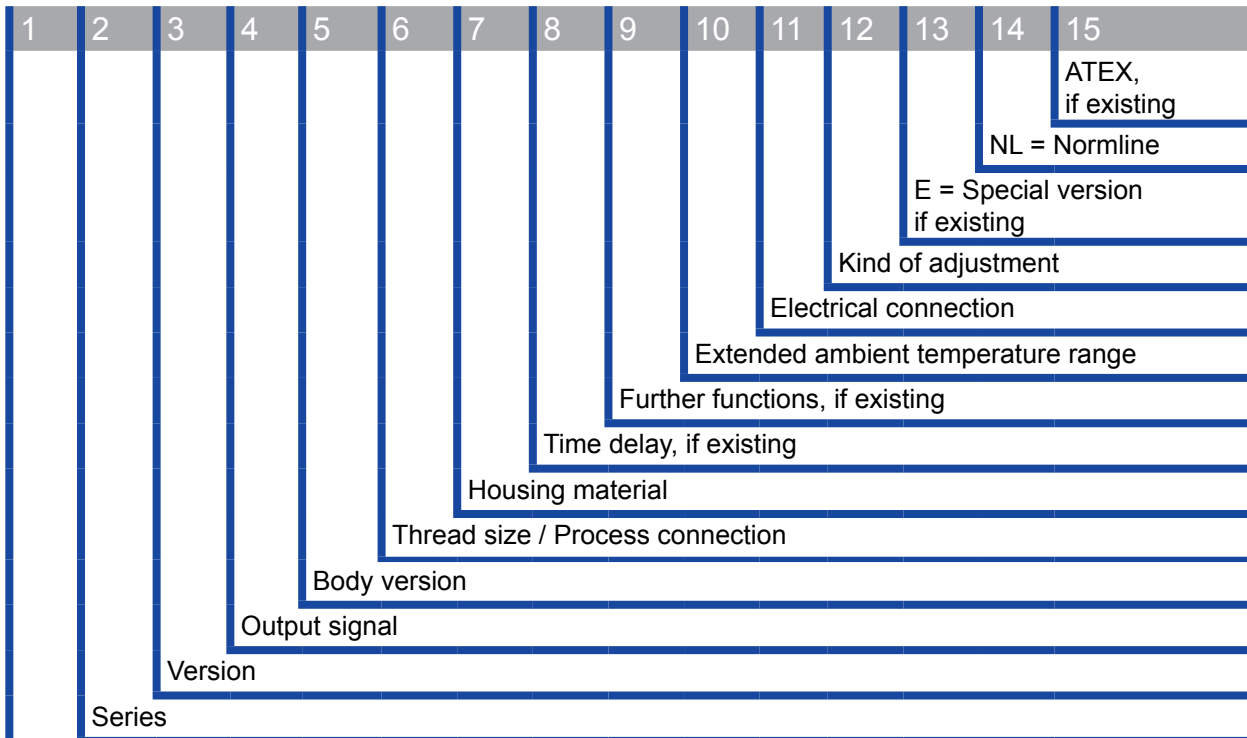 1 2 3 4 5 6 7 8 9 10 11 12 13 14 15
ATEX,
if existing
NL = Normline
E = Special version
if existing
Kind of adjustment
Electrical connection
Extended ambient temperature range
Further functions, if existing
Time delay, if existing
Housing material
Thread size / Process connection
Body version
Output signal
Version
Series